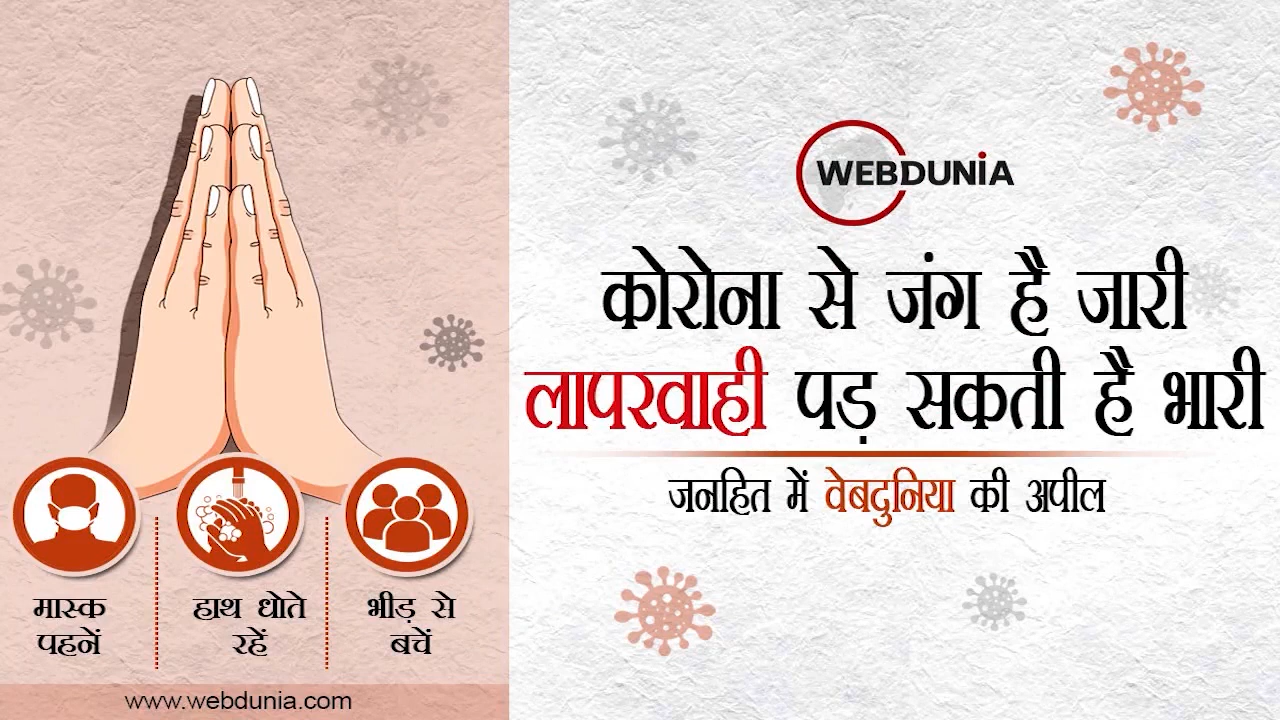 WEBDUNIA
कोरोना से जंग है जारी
लापरवाही पड़ सकती है भारी
जनहित में वेबदुनिया की अपील
मास्क
पहनें
हाथ धोते
रहें
भीड़ से
बचें
www.webdunia.com